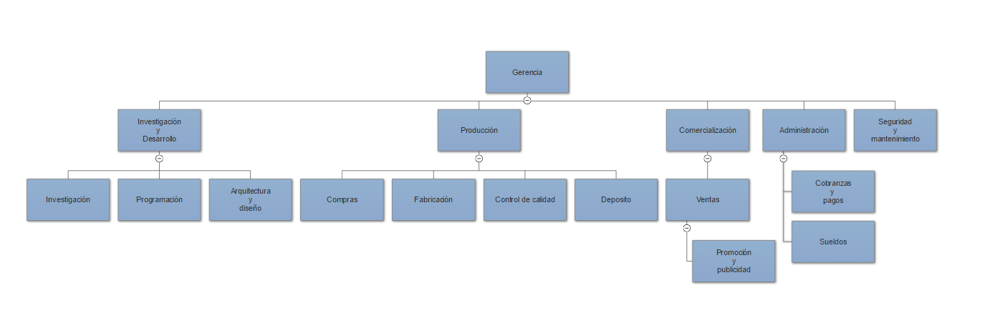 Gerencia
Investigación
y
Desarrollo
Producción
Comercialización
Administración
Seguridad
y
mantenimiento
Investigación
Programación
Arquitectura
y
diseño
Compras
Fabricación
Control de calidad
Deposito
Ventas
Cobranzas
y
pagos
Sueldos
Promoción
y
publicidad